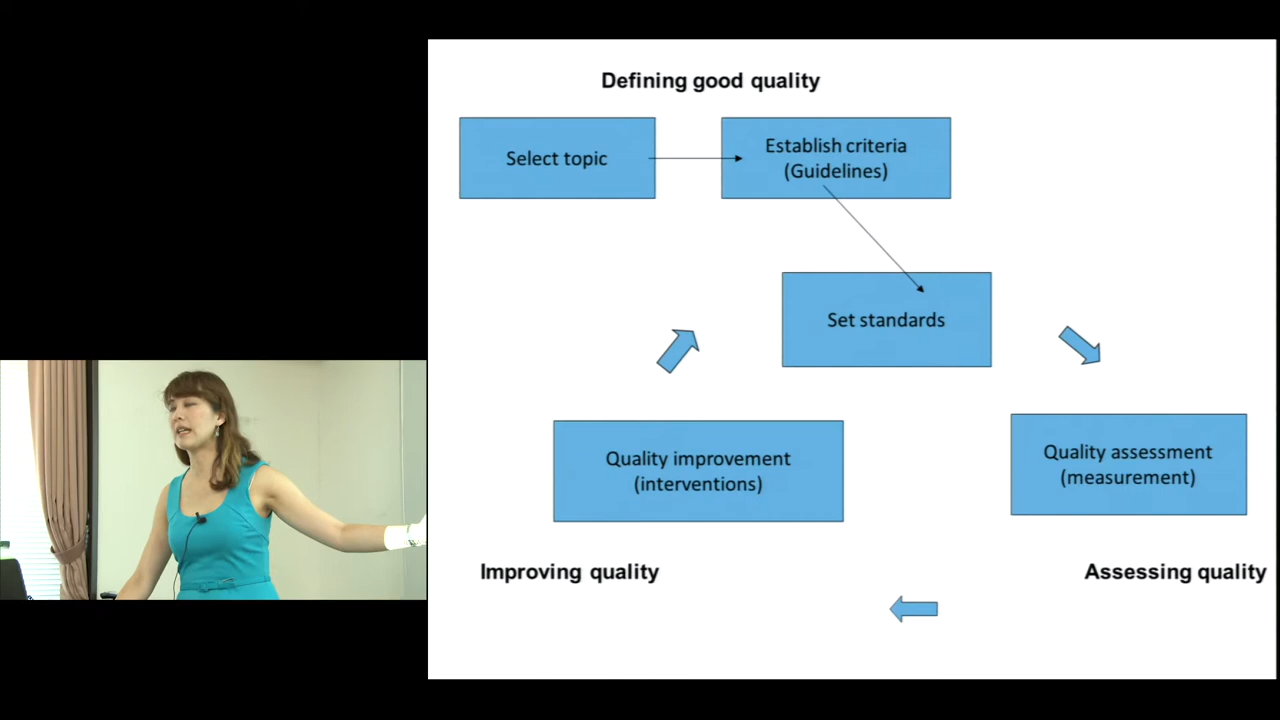 Defining good quality
Select topic
Establish criteria
(Guidelines)
Set standards
Quality improvement
(interventions)
Quality assessment
(measurement)
Improving quality
Assessing quality